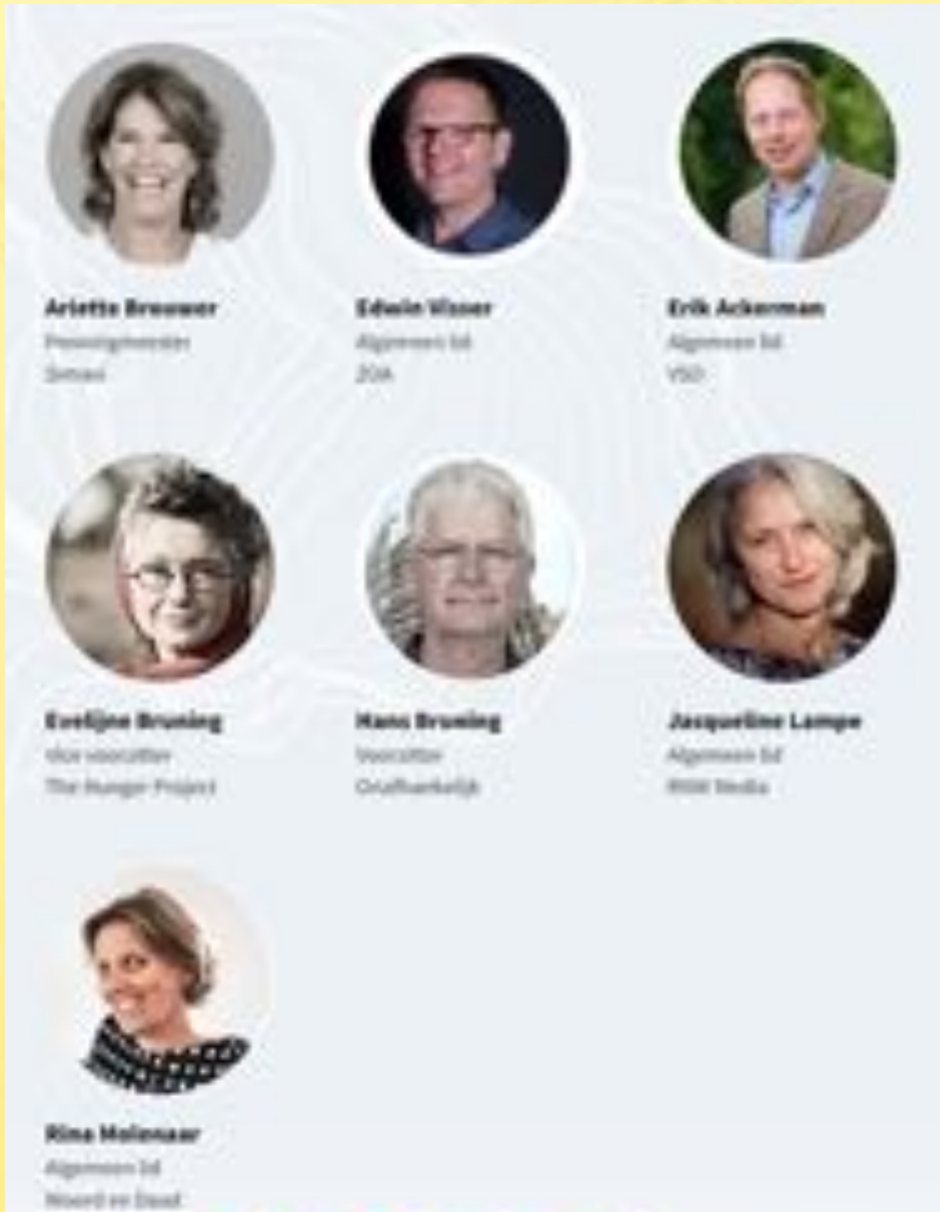 Ariette Brouwer
Penningmeester
Simavi
Edwin Visser
Algemeen lid
ZOA
Erik Ackerman
Algemeen lid
VSO
Evelijne Bruning
Vice voorzitter
The Hunger Project
Hans Bruning
Voorzitter
Onafhankelijk
Jacqueline Lampe
Algemeen lid
RNW Media
Rina Molenaar
Algemeen lid
Woord en Daad